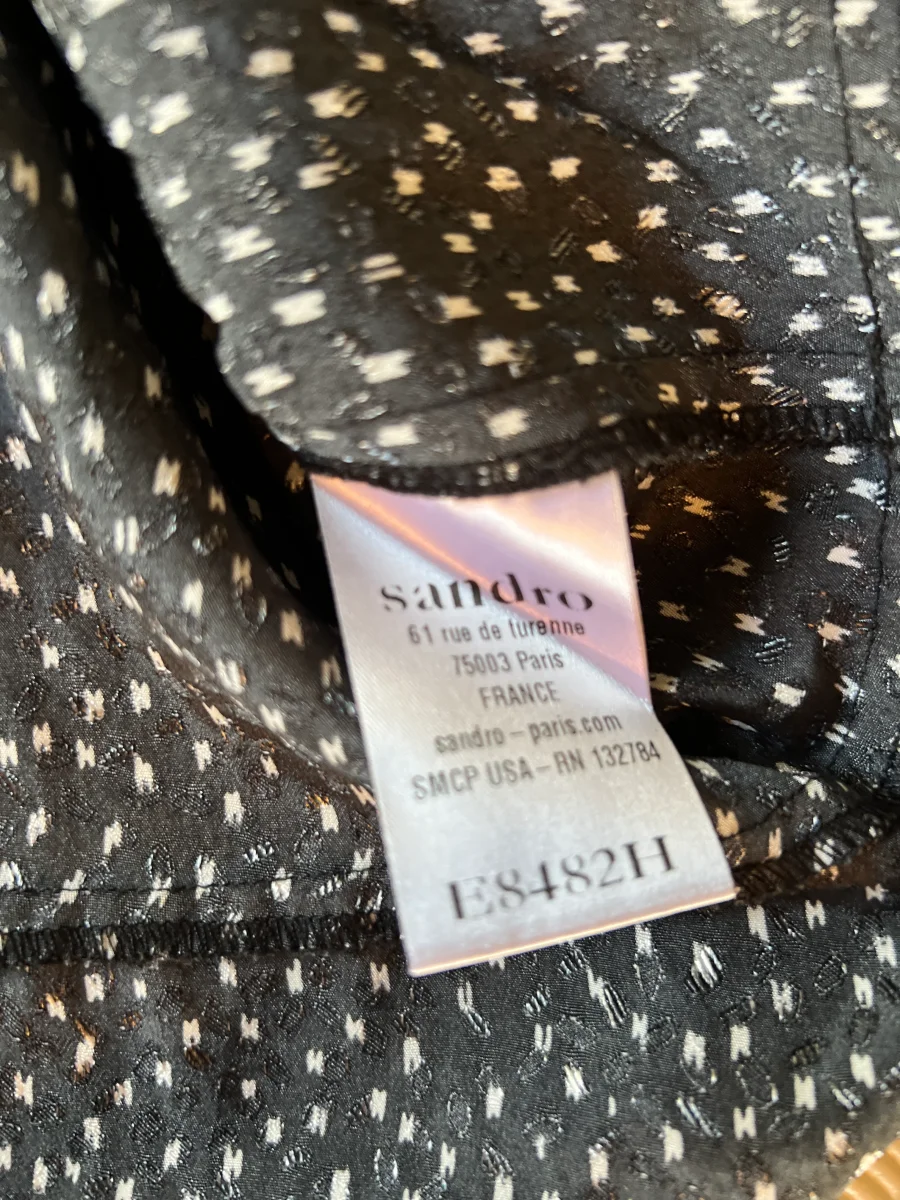 sandro
61 rue de turenne
75003 Paris
FRANCE
sandro-paris.com
SMCP USA-RN 132784
E8482H